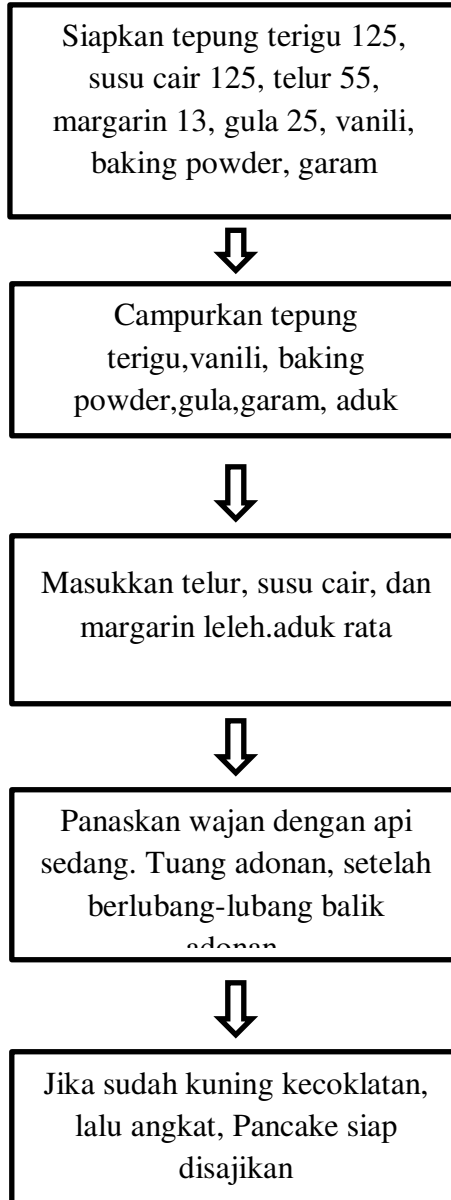 Siapkan tepung terigu 125,
susu cair 125, telur 55,
margarin 13, gula 25, vanili,
baking powder, garam
Campurkan tepung
terigu,vanili, baking
powder,gula,garam, aduk
Masukkan telur, susu cair, dan
margarin leleh.aduk rata
Panaskan wajan dengan api
sedang. Tuang adonan, setelah
berlubang-lubang balik
adonan
Jika sudah kuning kecoklatan,
lalu angkat, Pancake siap
disajikan